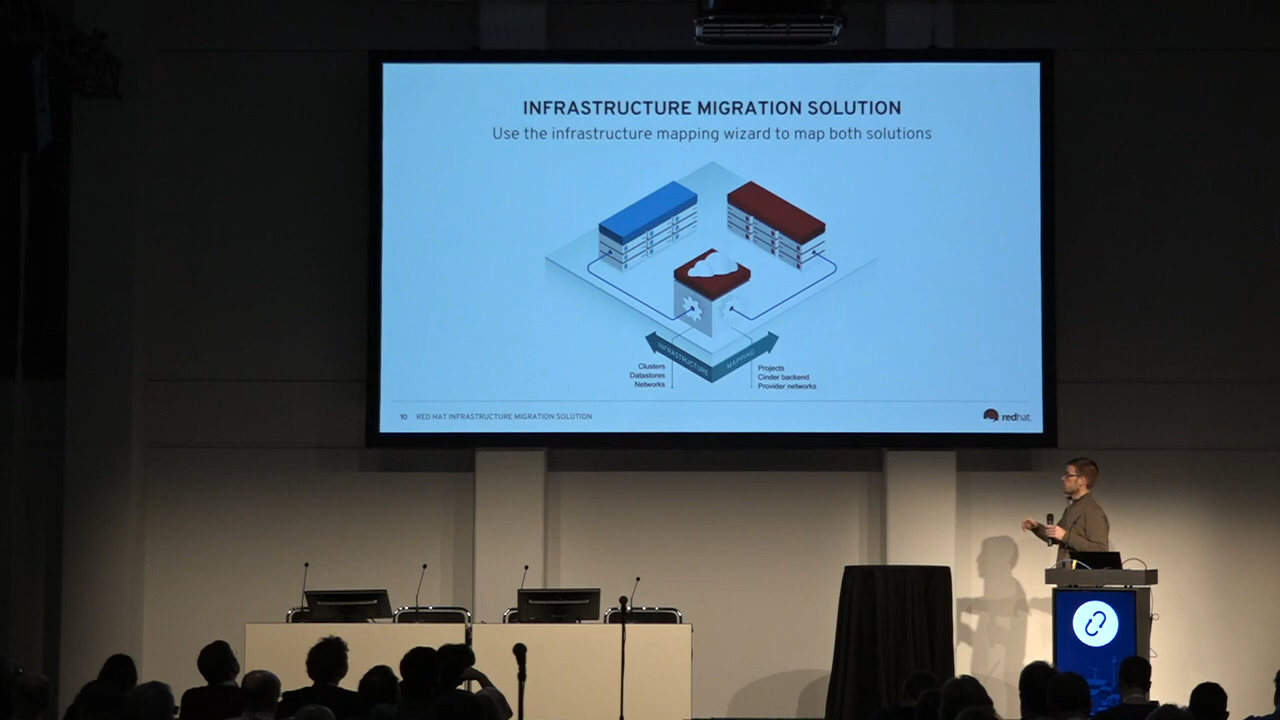 INFRASTRUCTURE MIGRATION SOLUTION
Use the infrastructure mapping wizard to map both solutions
INFRASTRUCTURE
MAPPING
Clusters
Datastores
Networks
Projects
Cinder backend
Provider networks
10 RED HAT INFRASTRUCTURE MIGRATION SOLUTION
redhat.